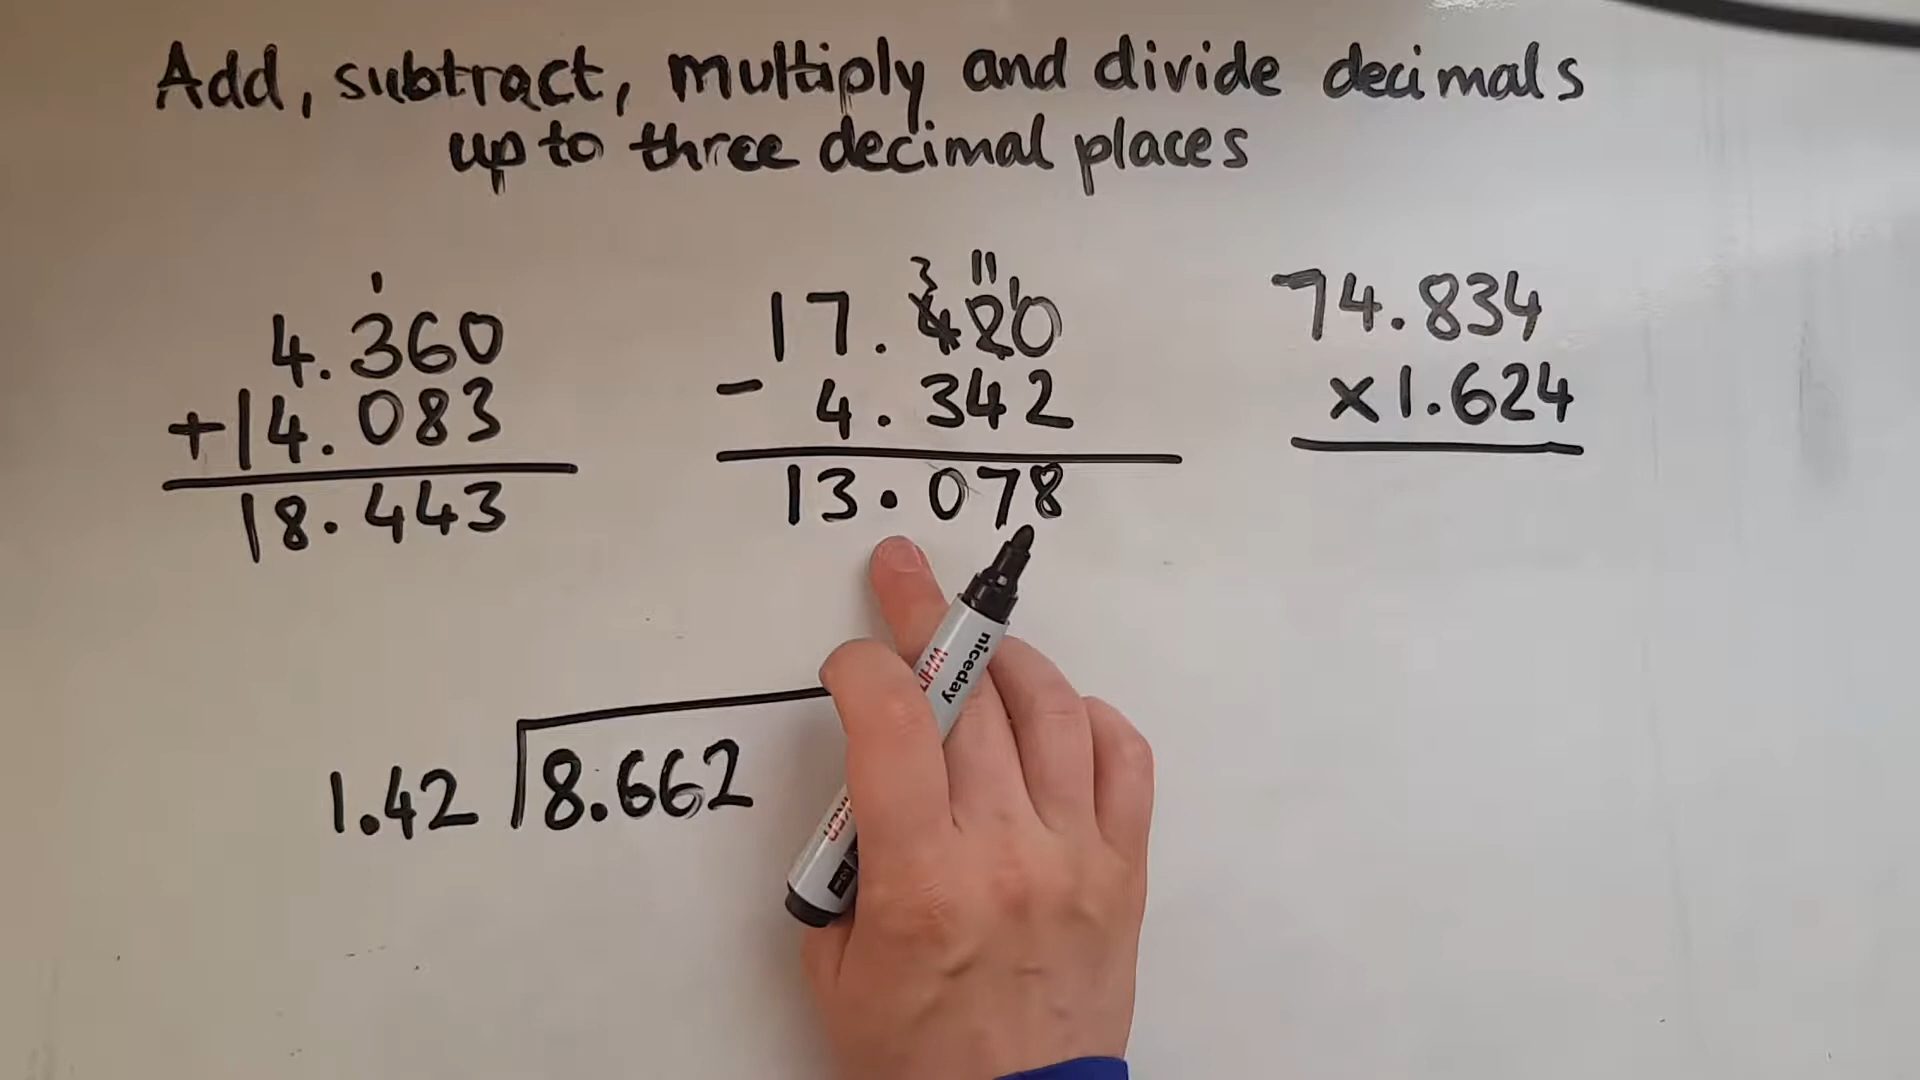 Add, subtract, multiply and divide decimals
up to three decimal places
1
4.360
+14.083
18.443
3 11 1
17.420
- 4.342
13.078
74.834
x1.624
1.42 8.662
niceday